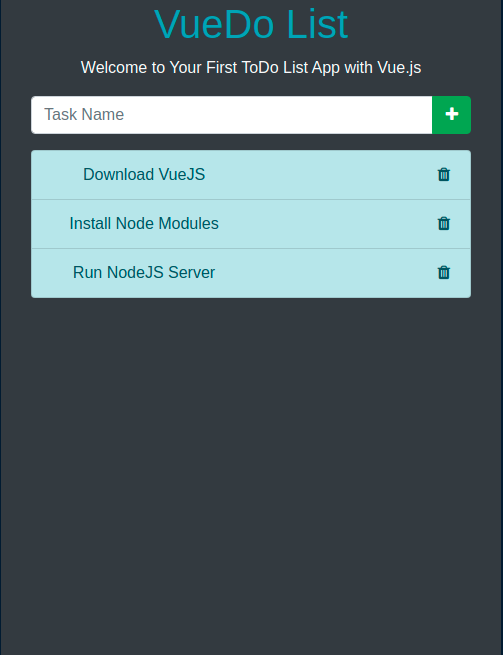 VueDo List
Welcome to Your First ToDo List App with Vue.js
Task Name
Download VueJS
Install Node Modules
Run NodeJS Server